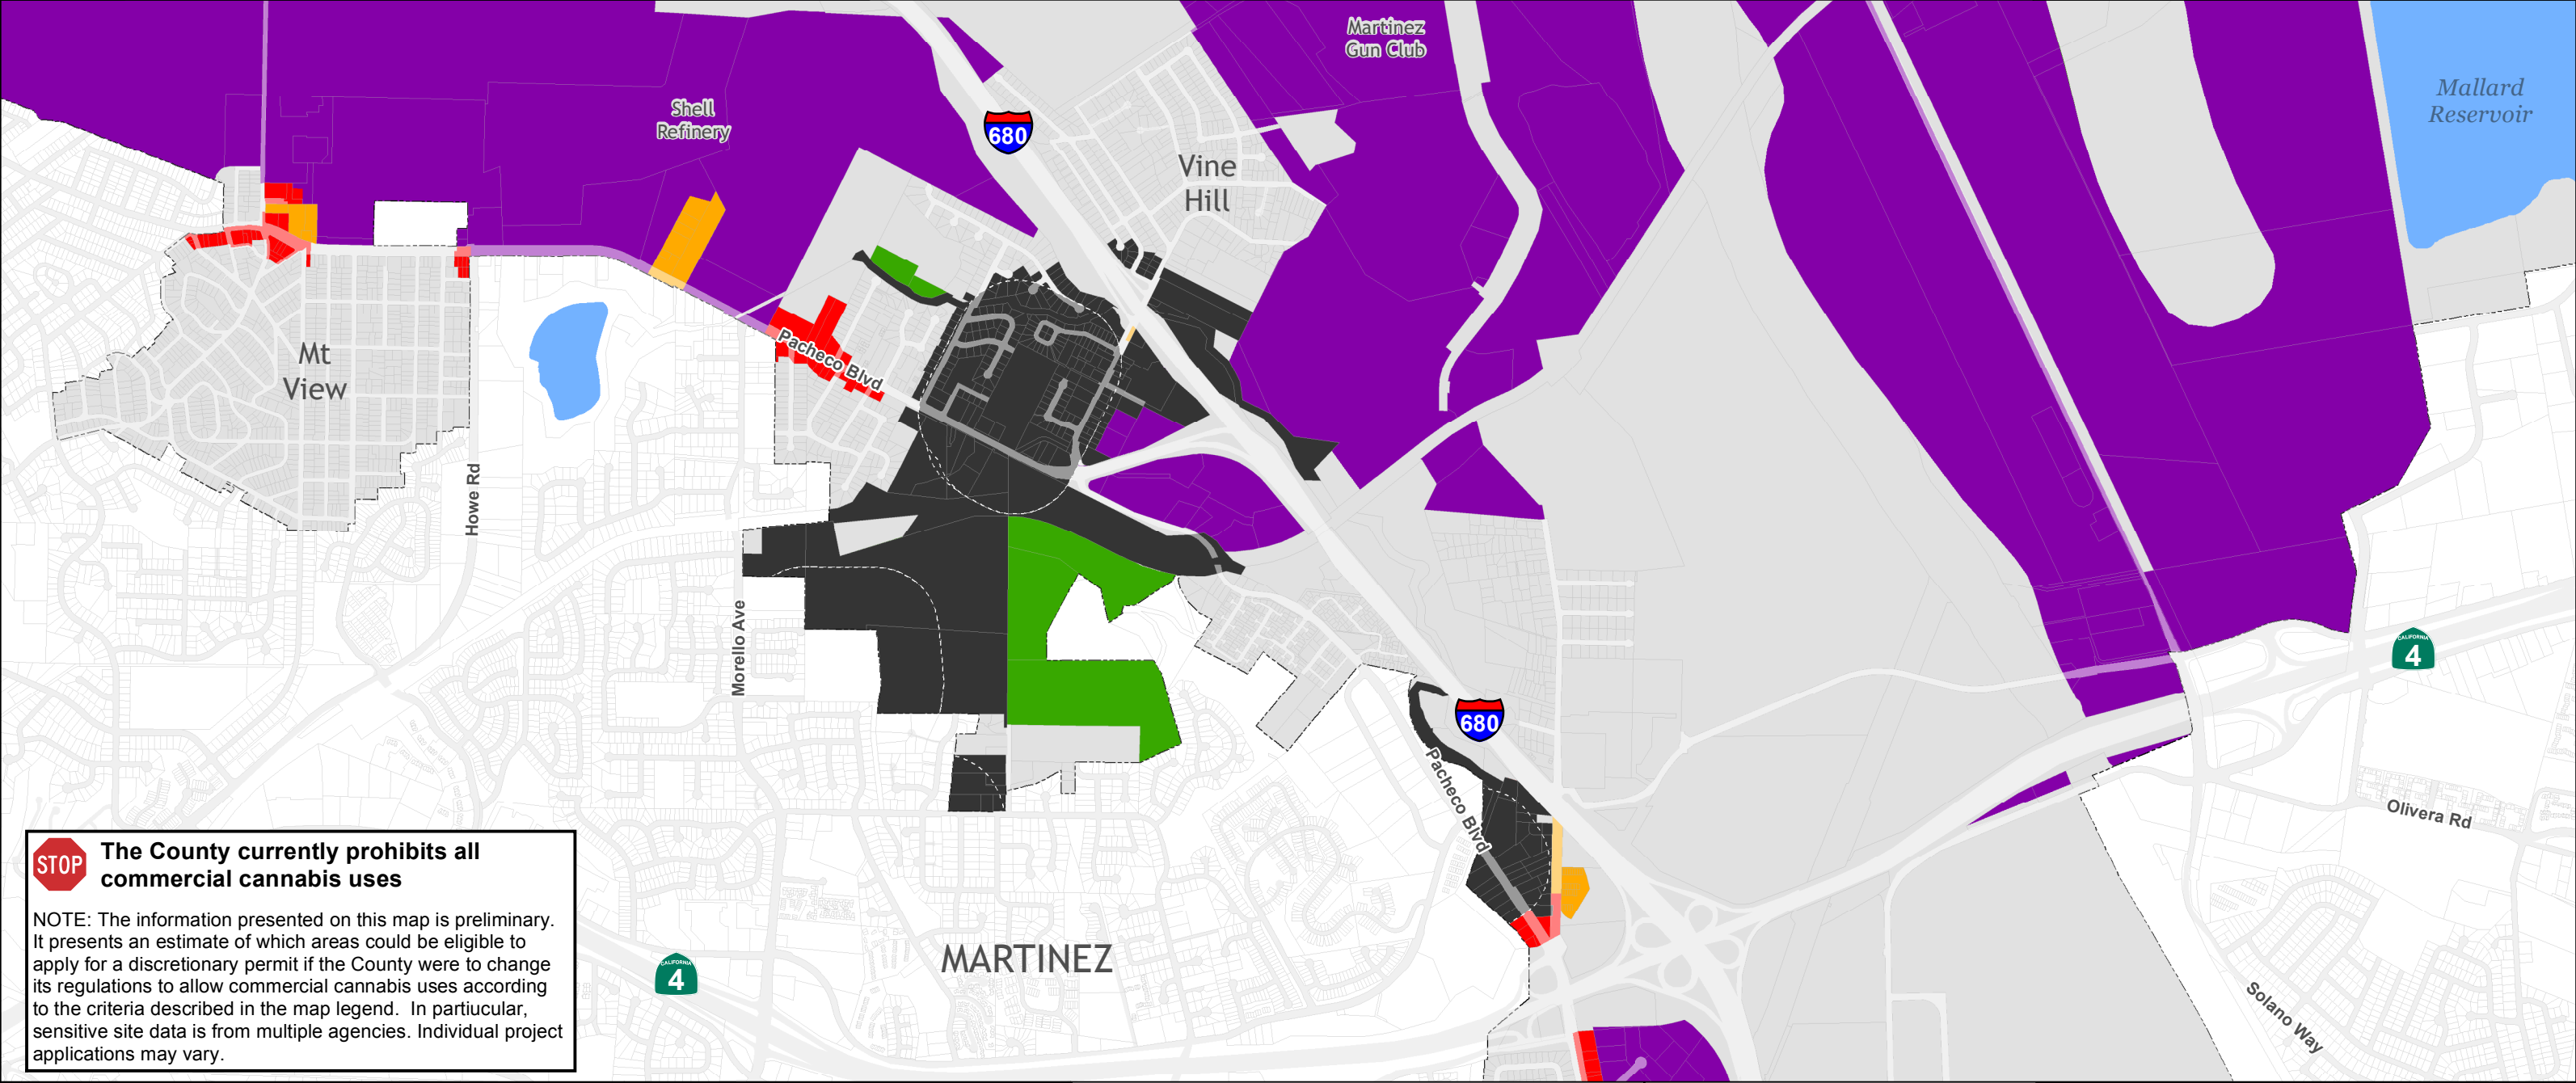 Martinez
Gun Club
Mallard
Reservoir
Shell
Refinery
680
Vine
Hill
Mt
View
Pacheco Blvd
Howe Rd
Morello Ave
CALIFORNIA
4
680
Pacheco Blvd
Olivera Rd
STOP
The County currently prohibits all
commercial cannabis uses
NOTE: The information presented on this map is preliminary.
It presents an estimate of which areas could be eligible to
apply for a discretionary permit if the County were to change
its regulations to allow commercial cannabis uses according
to the criteria described in the map legend.  In partiucular,
sensitive site data is from multiple agencies. Individual project
applications may vary.
MARTINEZ
CALIFORNIA
4
Solano Way